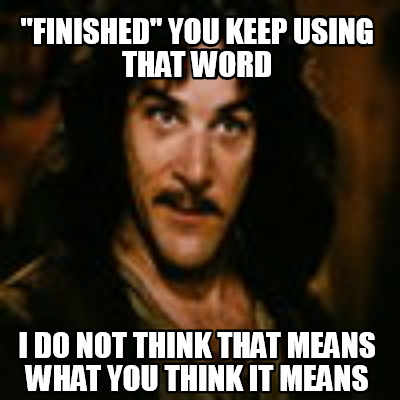 "FINISHED" YOU KEEP USING
THAT WORD
I DO NOT THINK THAT MEANS
WHAT YOU THINK IT MEANS